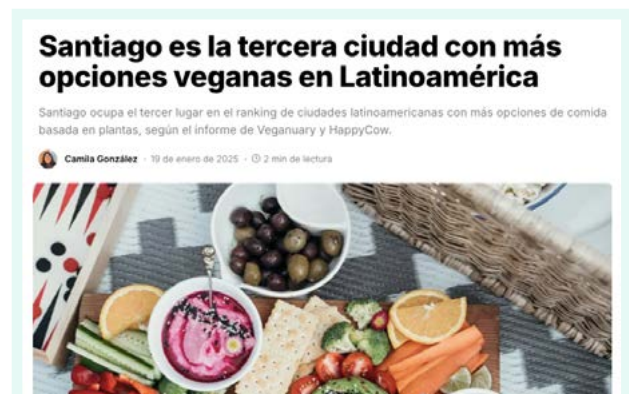 Santiago es la tercera ciudad con más
opciones veganas en Latinoamérica
Santiago ocupa el tercer lugar en el ranking de ciudades latinoamericanas con más opciones de comida
basada en plantas, según el informe de Veganuary y HappyCow.
Camila González · 19 de enero de 2025 · 2 min de lectura